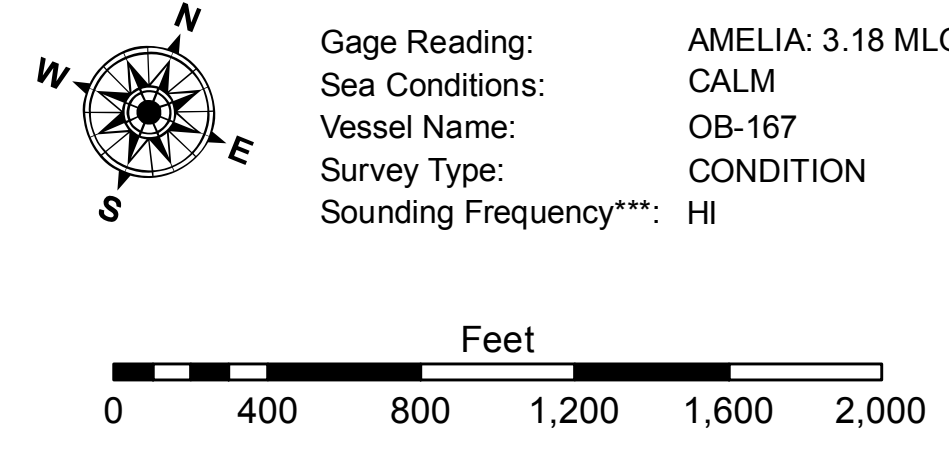 N
W
E
S
Gage Reading: AMELIA: 3.18
Sea Conditions: CALM
Vessel Name: OB-167
Survey Type: CONDITION
Sounding Frequency***: HI
Feet
0 400 800 1,200 1,600 2,000